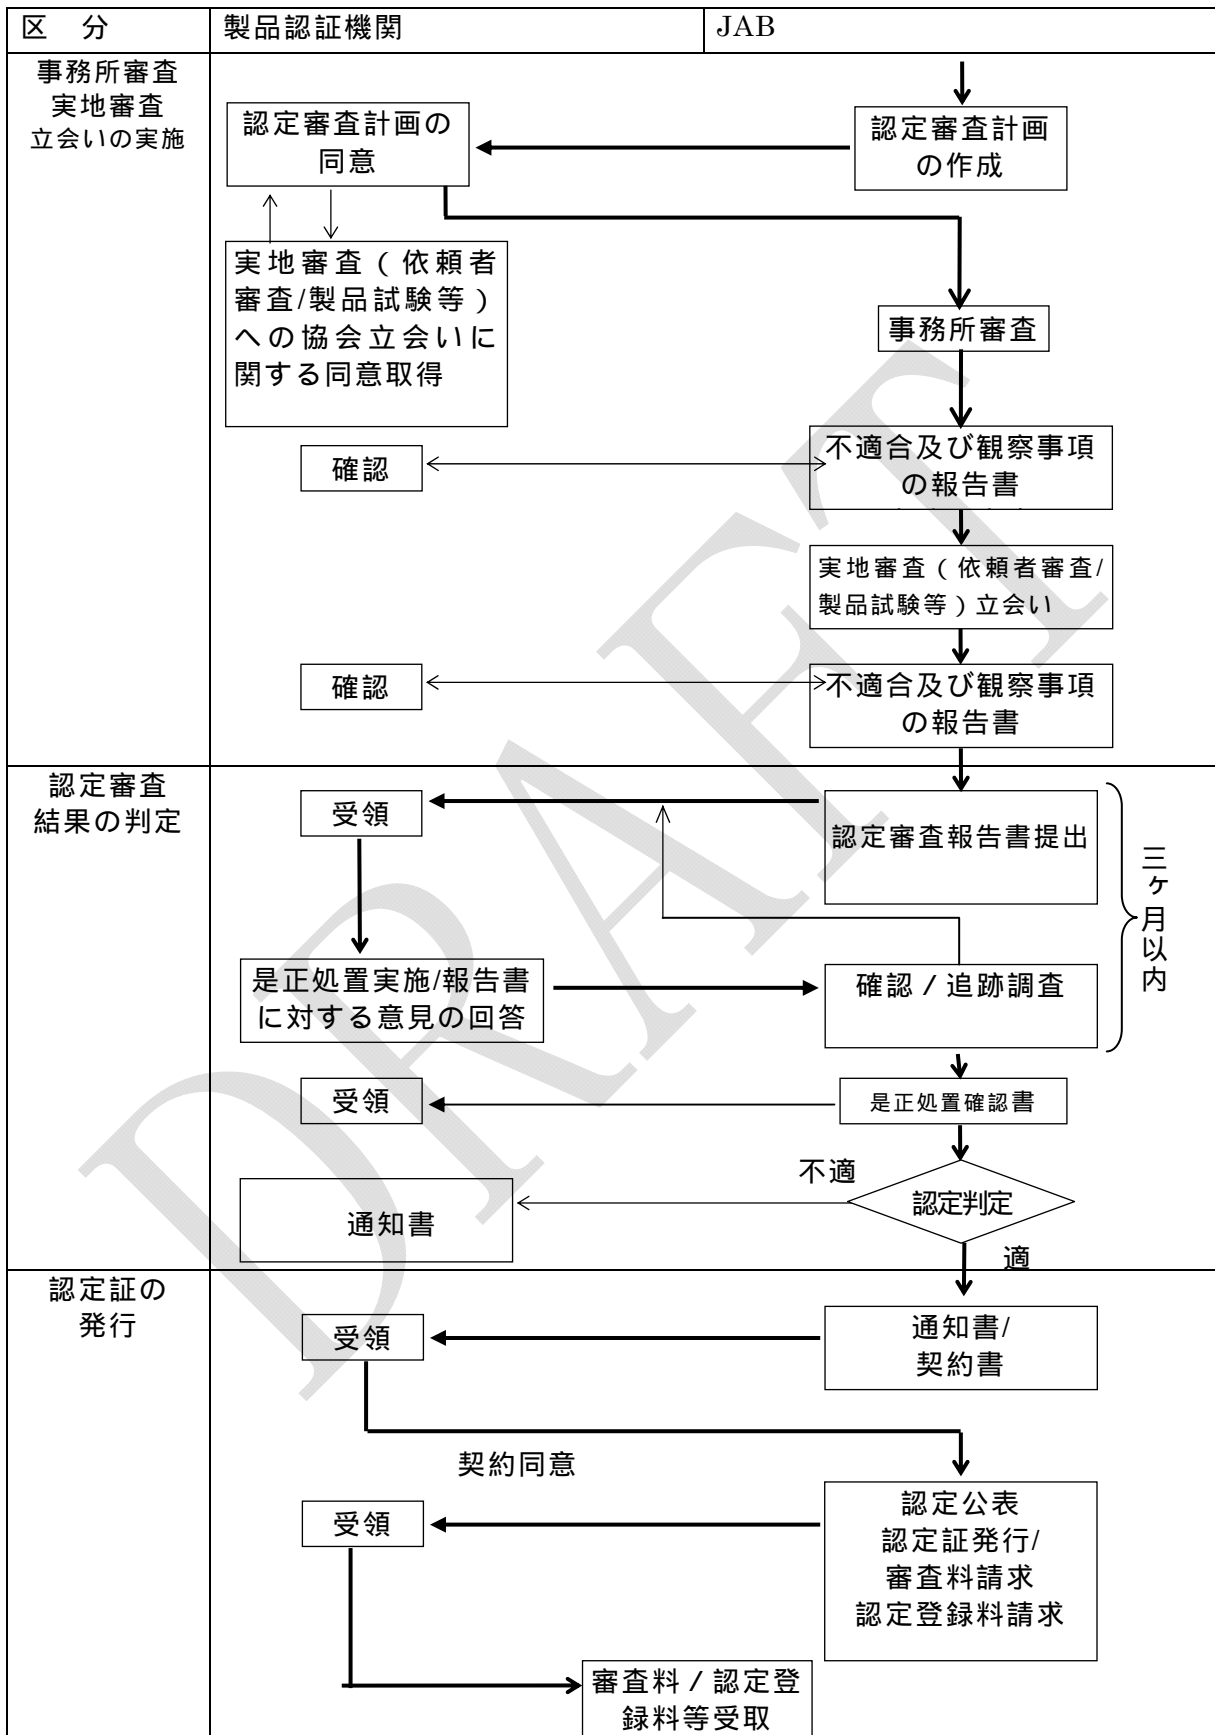 区 分
製品認証機関
JAB
事務所審査
実地審査
立会いの実施
認定審査計画の
同意
認定審査計画
の作成
実地審査(依頼者
審査/製品試験等)
への協会立会いに
関する同意取得
事務所審査
確認
不適合及び観察事項
の報告書
実地審査(依頼者審査/
製品試験等)立会い
確認
不適合及び観察事項
の報告書
認定審査
結果の判定
受領
認定審査報告書提出
三ヶ月以内
是正処置実施/報告書
に対する意見の回答
確認/追跡調査
受領
是正処置確認書
不適
認定判定
通知書
適
認定証の
発行
受領
通知書/
契約書
契約同意
受領
認定公表
認定証発行/
審査料請求
認定登録料請求
審査料/認定登
録料等受取
DRAFT